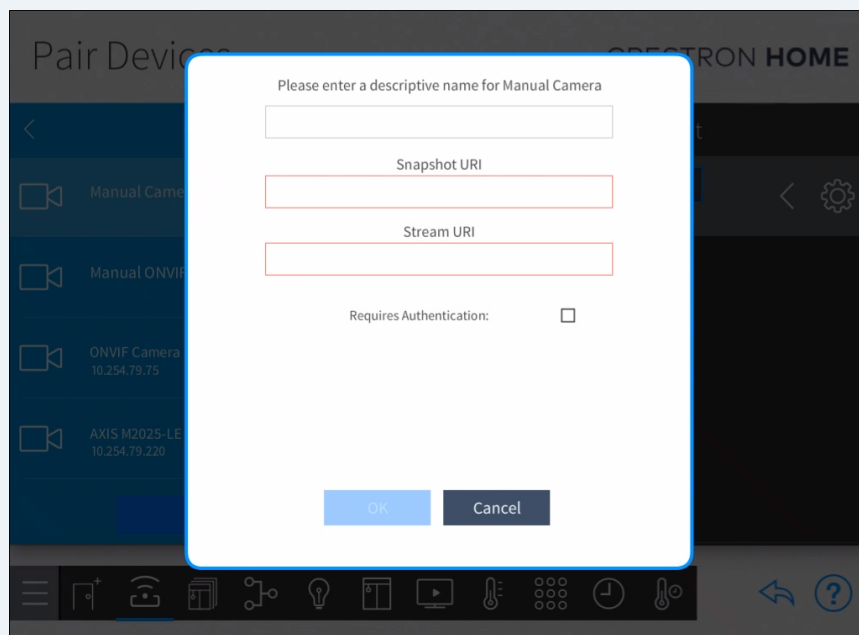 Pair Devices
CRESTRON HOME
Please enter a descriptive name for Manual Camera
Snapshot URI
Stream URI
Requires Authentication:
OK
Cancel
Manual Came
Manual ONVIF
ONVIF Camera
10.254.79.75
AXIS M2025-LE
10.254.79.220
?